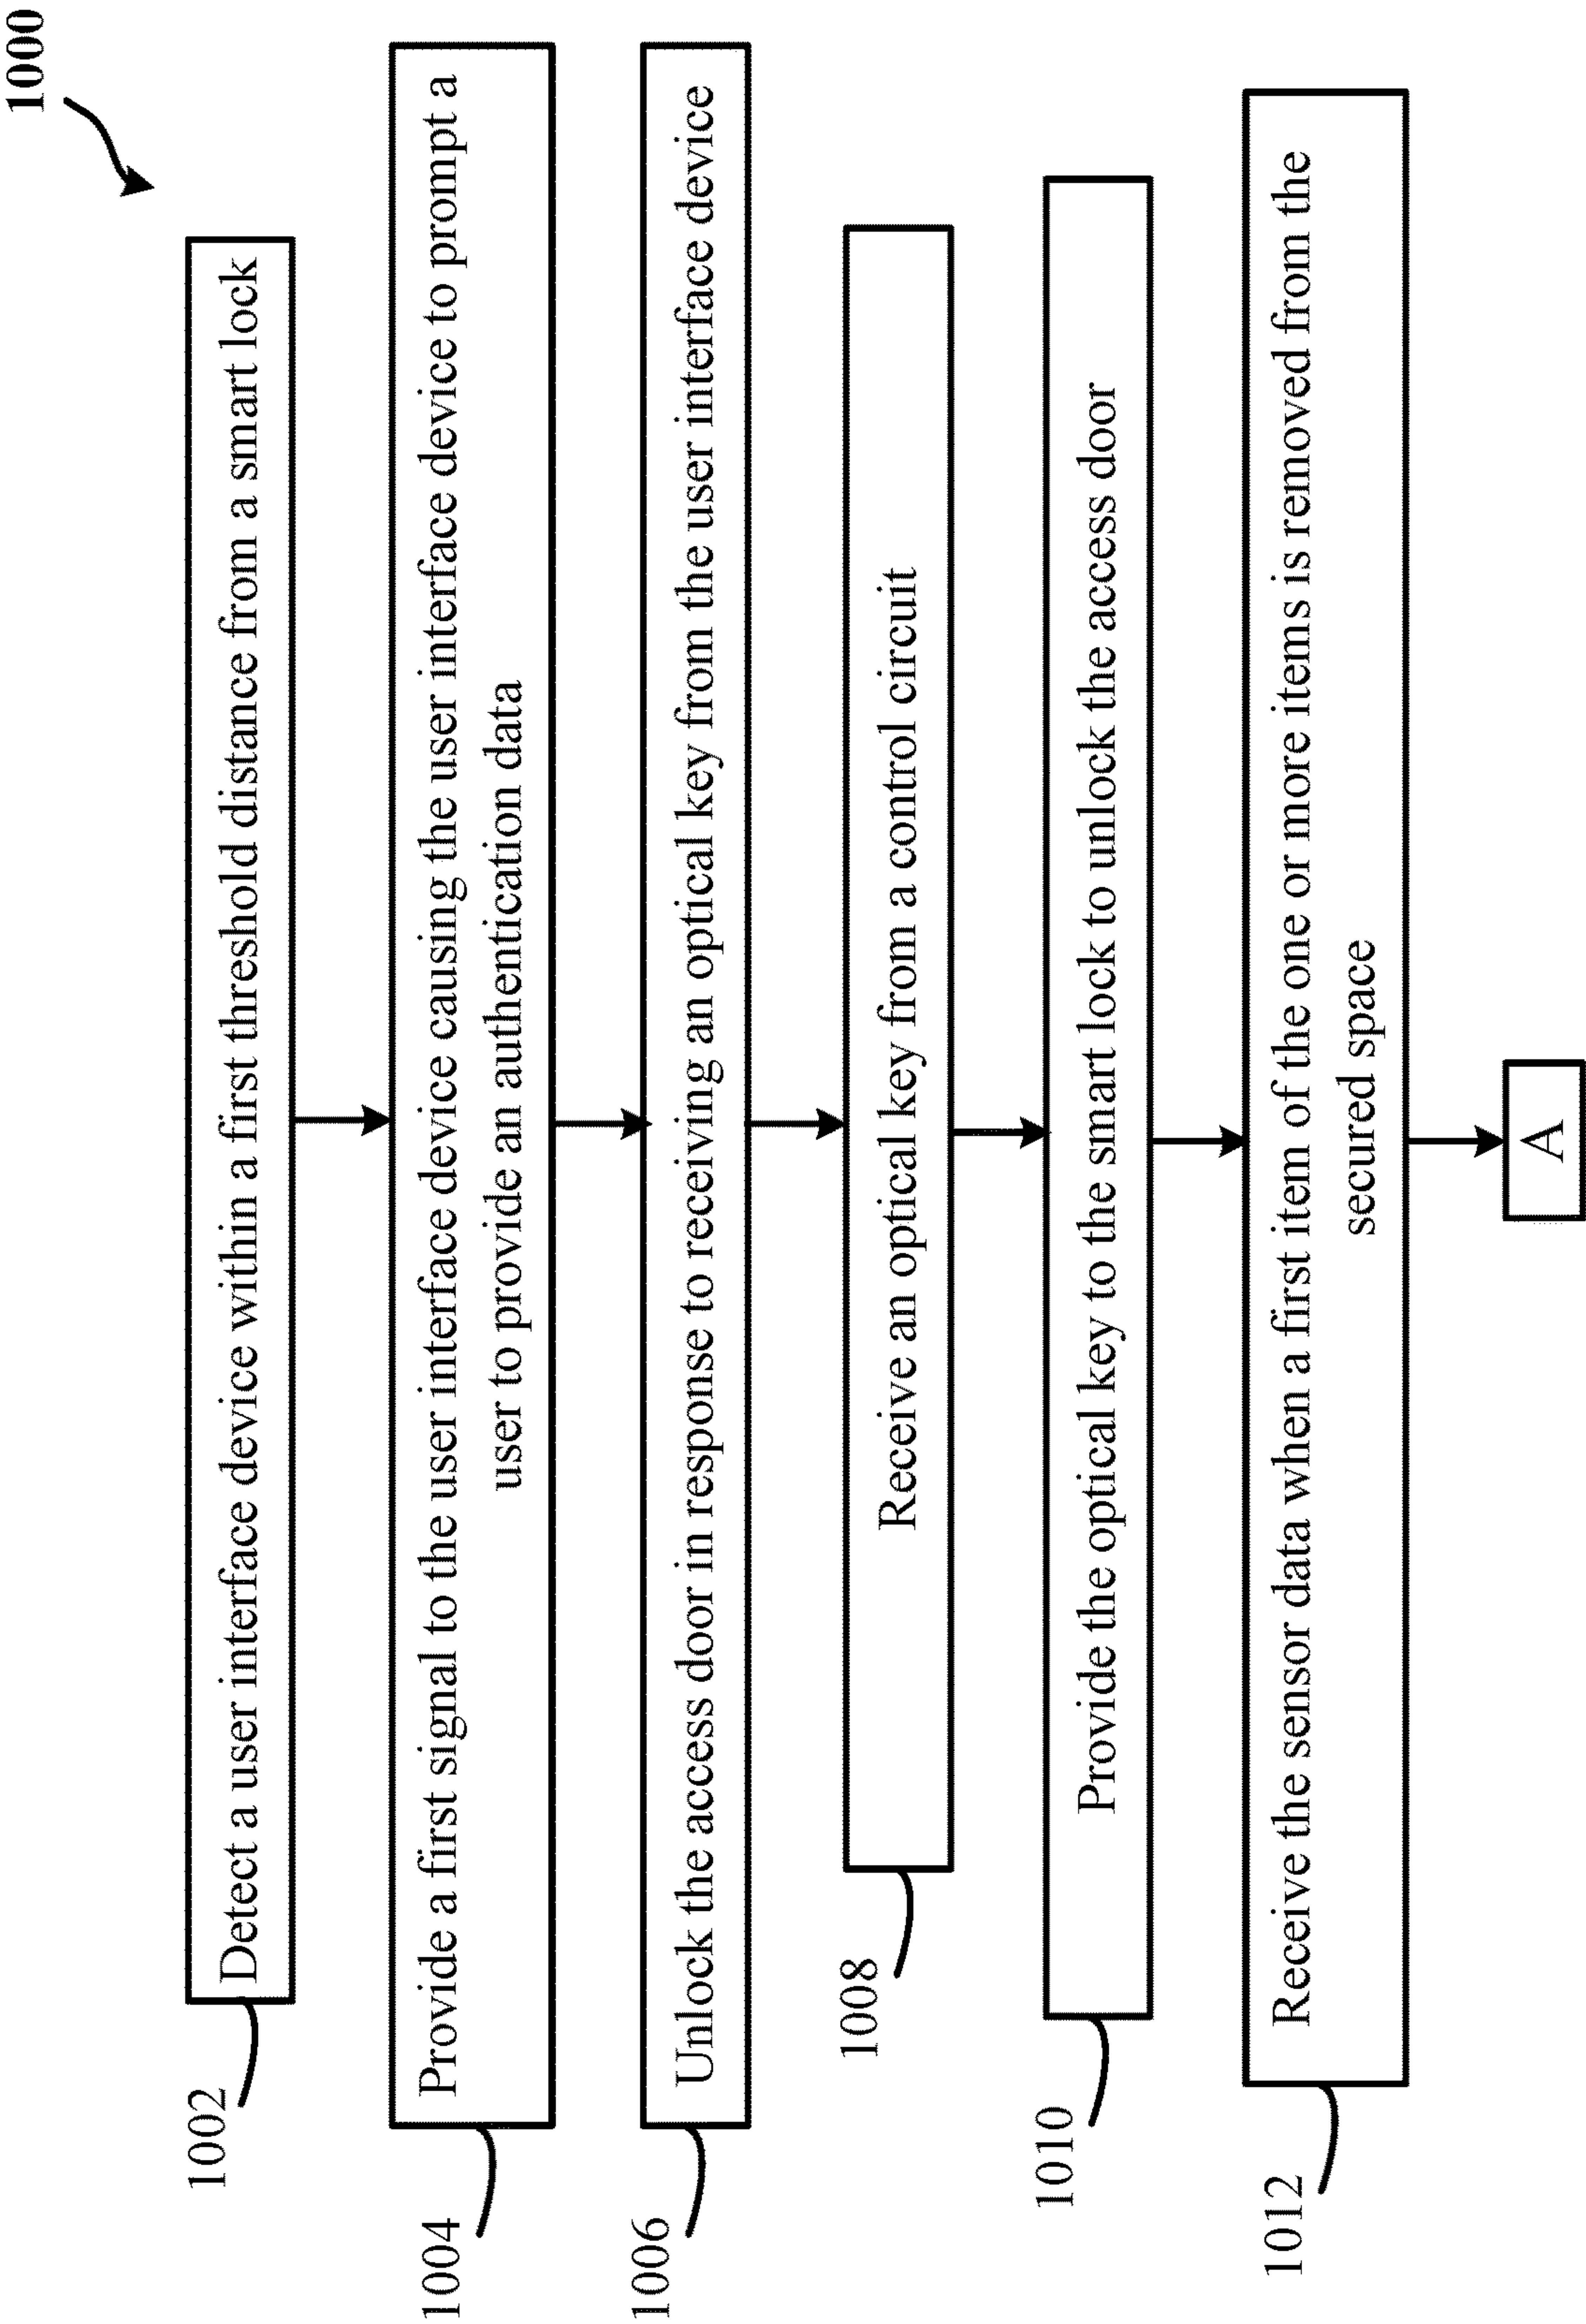 1000
1002
Detect a user interface device within a first threshold distance from a smart lock
1004
Provide a first signal to the user interface device causing the user interface device to prompt a
user to provide an authentication data
1006
Unlock the access door in response to receiving an optical key from the user interface device
1008
Receive an optical key from a control circuit
1010
Provide the optical key to the smart lock to unlock the access door
1012
Receive the sensor data when a first item of the one or more items is removed from the
secured space
A